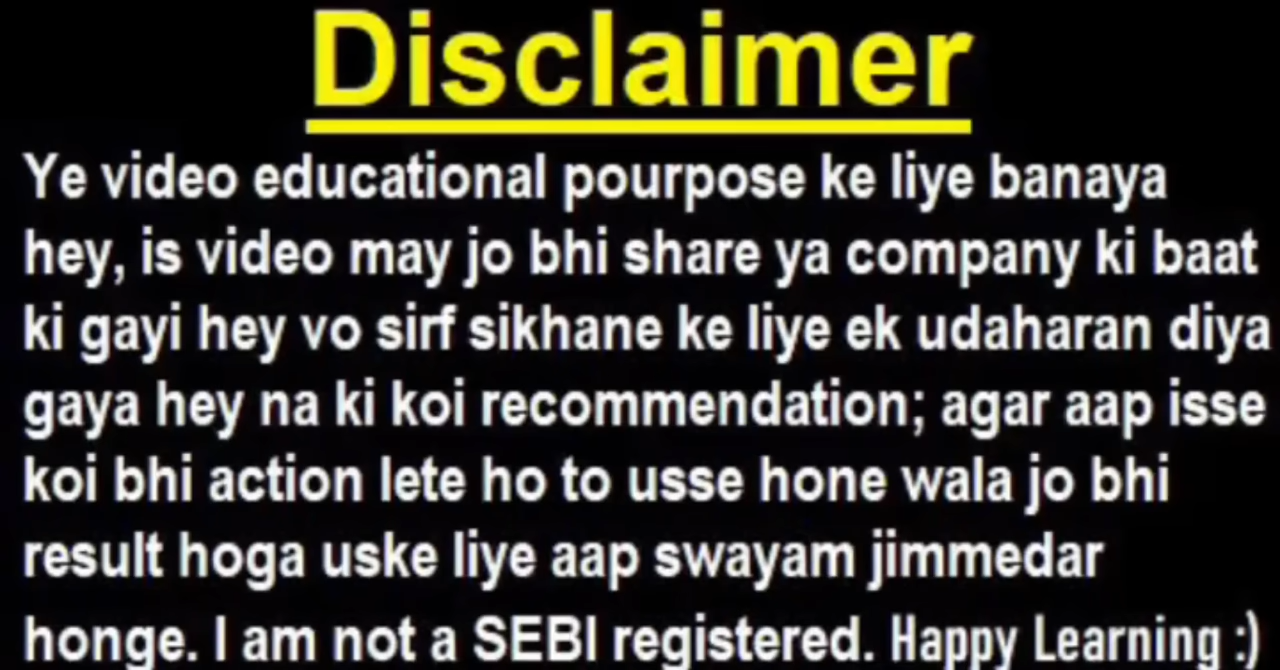 Disclaimer
Ye video educational pourpose ke liye banaya
hey, is video may jo bhi share ya company ki baat
ki gayi hey vo sirf sikhane ke liye ek udaharan diya
gaya hey na ki koi recommendation; agar aap isse
koi bhi action lete ho to usse hone wala jo bhi
result hoga uske liye aap swayam jimmedar
honge. I am not a SEBI registered. Happy Learning :)